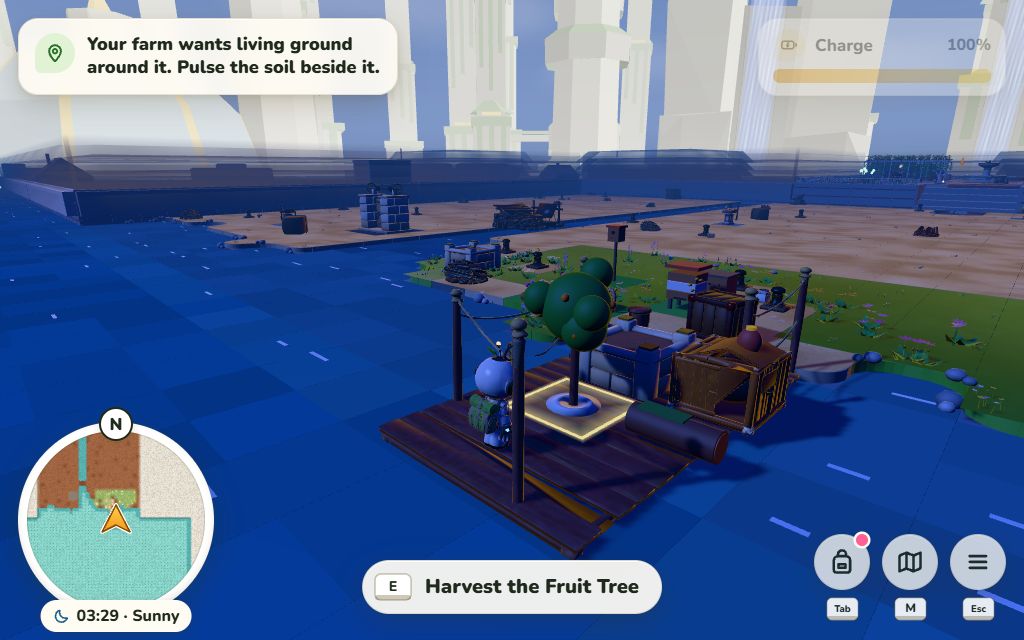 Your farm wants living ground
around it. Pulse the soil beside it.
Charge 100%
N
03:29 · Sunny
E Harvest the Fruit Tree
Tab M Esc